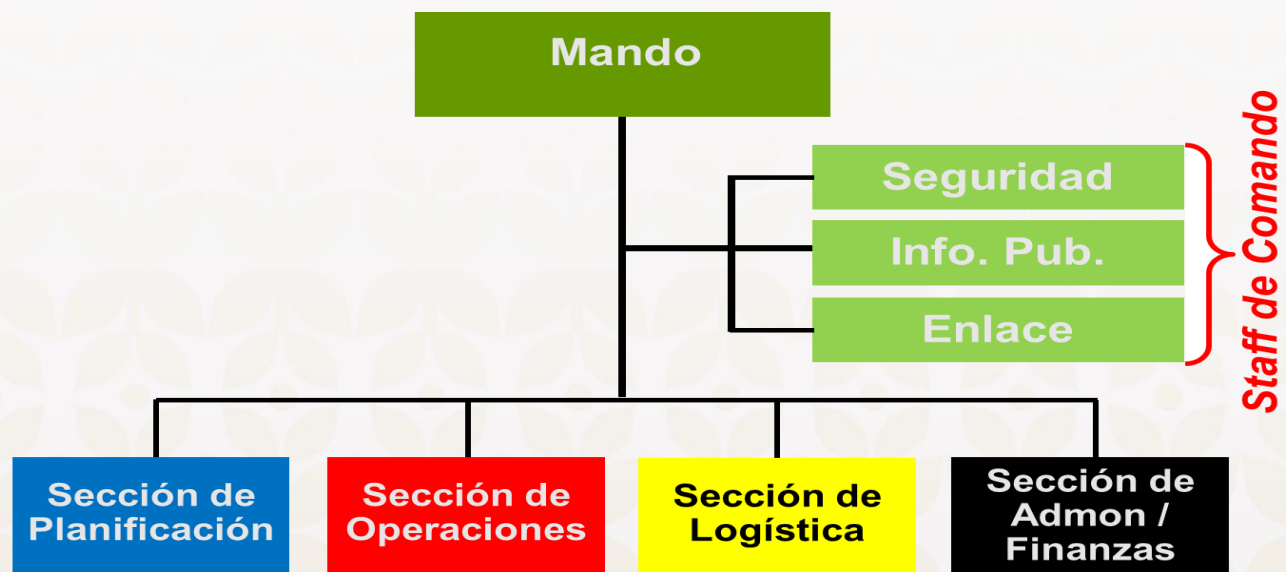 Mando
Seguridad
Info. Pub.
Enlace
Staff de Comando
Sección de
Planificación
Sección de
Operaciones
Sección de
Logística
Sección de
Admon /
Finanzas